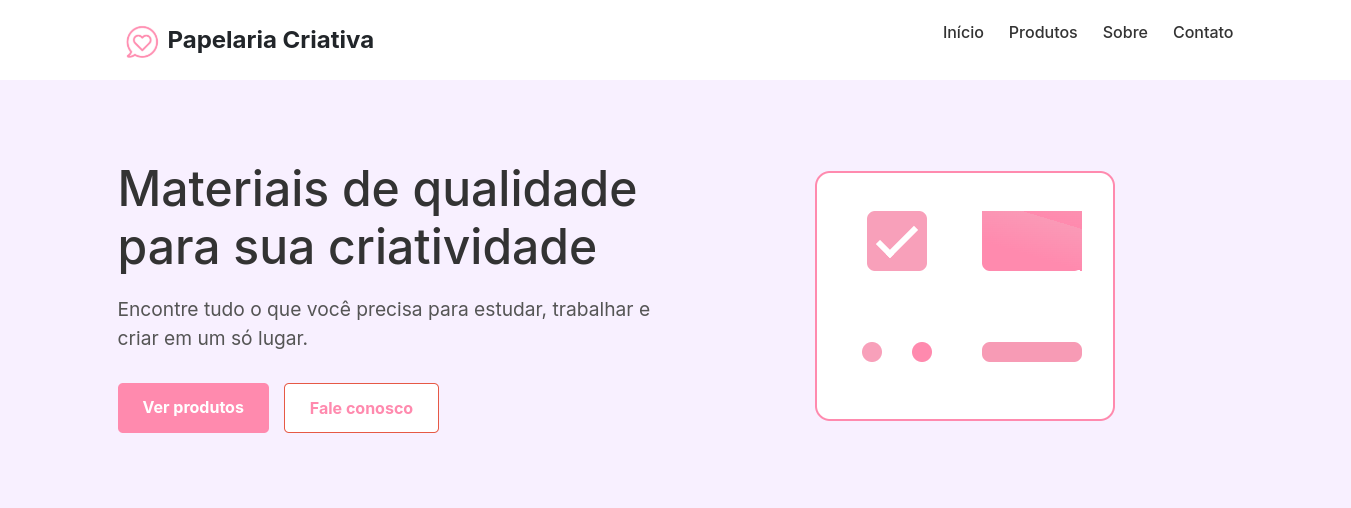 Papelaria Criativa
Início Produtos Sobre Contato
Materiais de qualidade
para sua criatividade
Encontre tudo o que você precisa para estudar, trabalhar e
criar em um só lugar.
Ver produtos Fale conosco